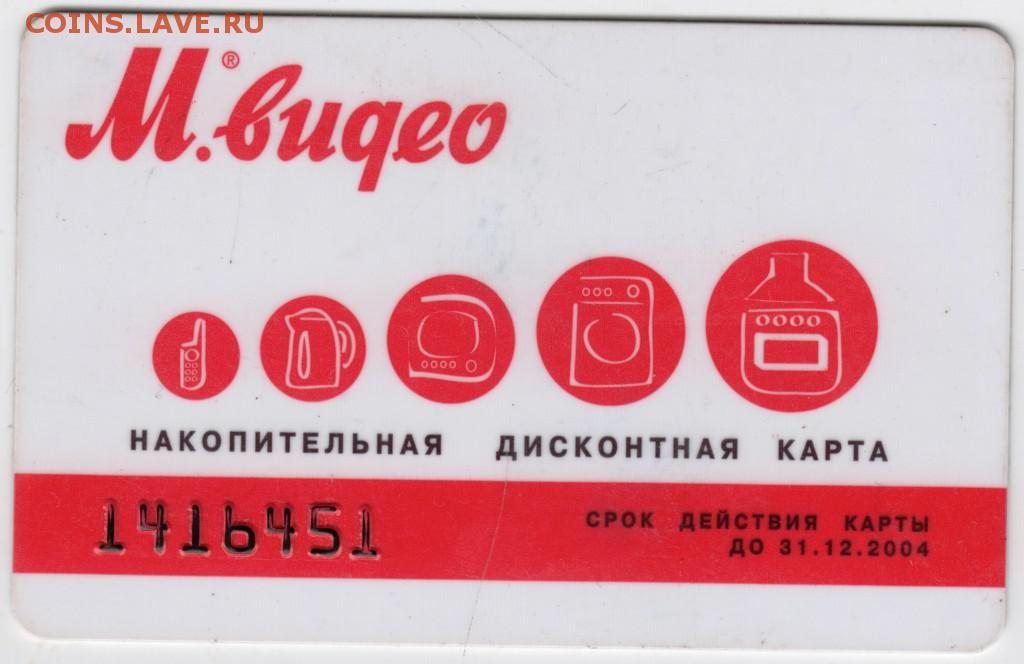 COINS.LAVE.RU
М.видео®
НАКОПИТЕЛЬНАЯ ДИСКОНТНАЯ КАРТА
1416451
СРОК ДЕЙСТВИЯ КАРТЫ
ДО 31.12.2004